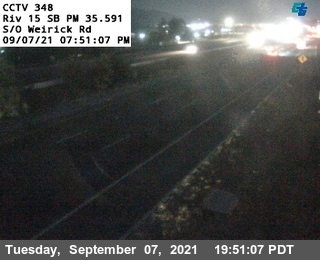 CCTV 348
Riv 15 SB PM 35.591
S/O Weirick Rd
09/07/21 07:51:07 PM
Tuesday, September 07, 2021 19:51:07 PDT